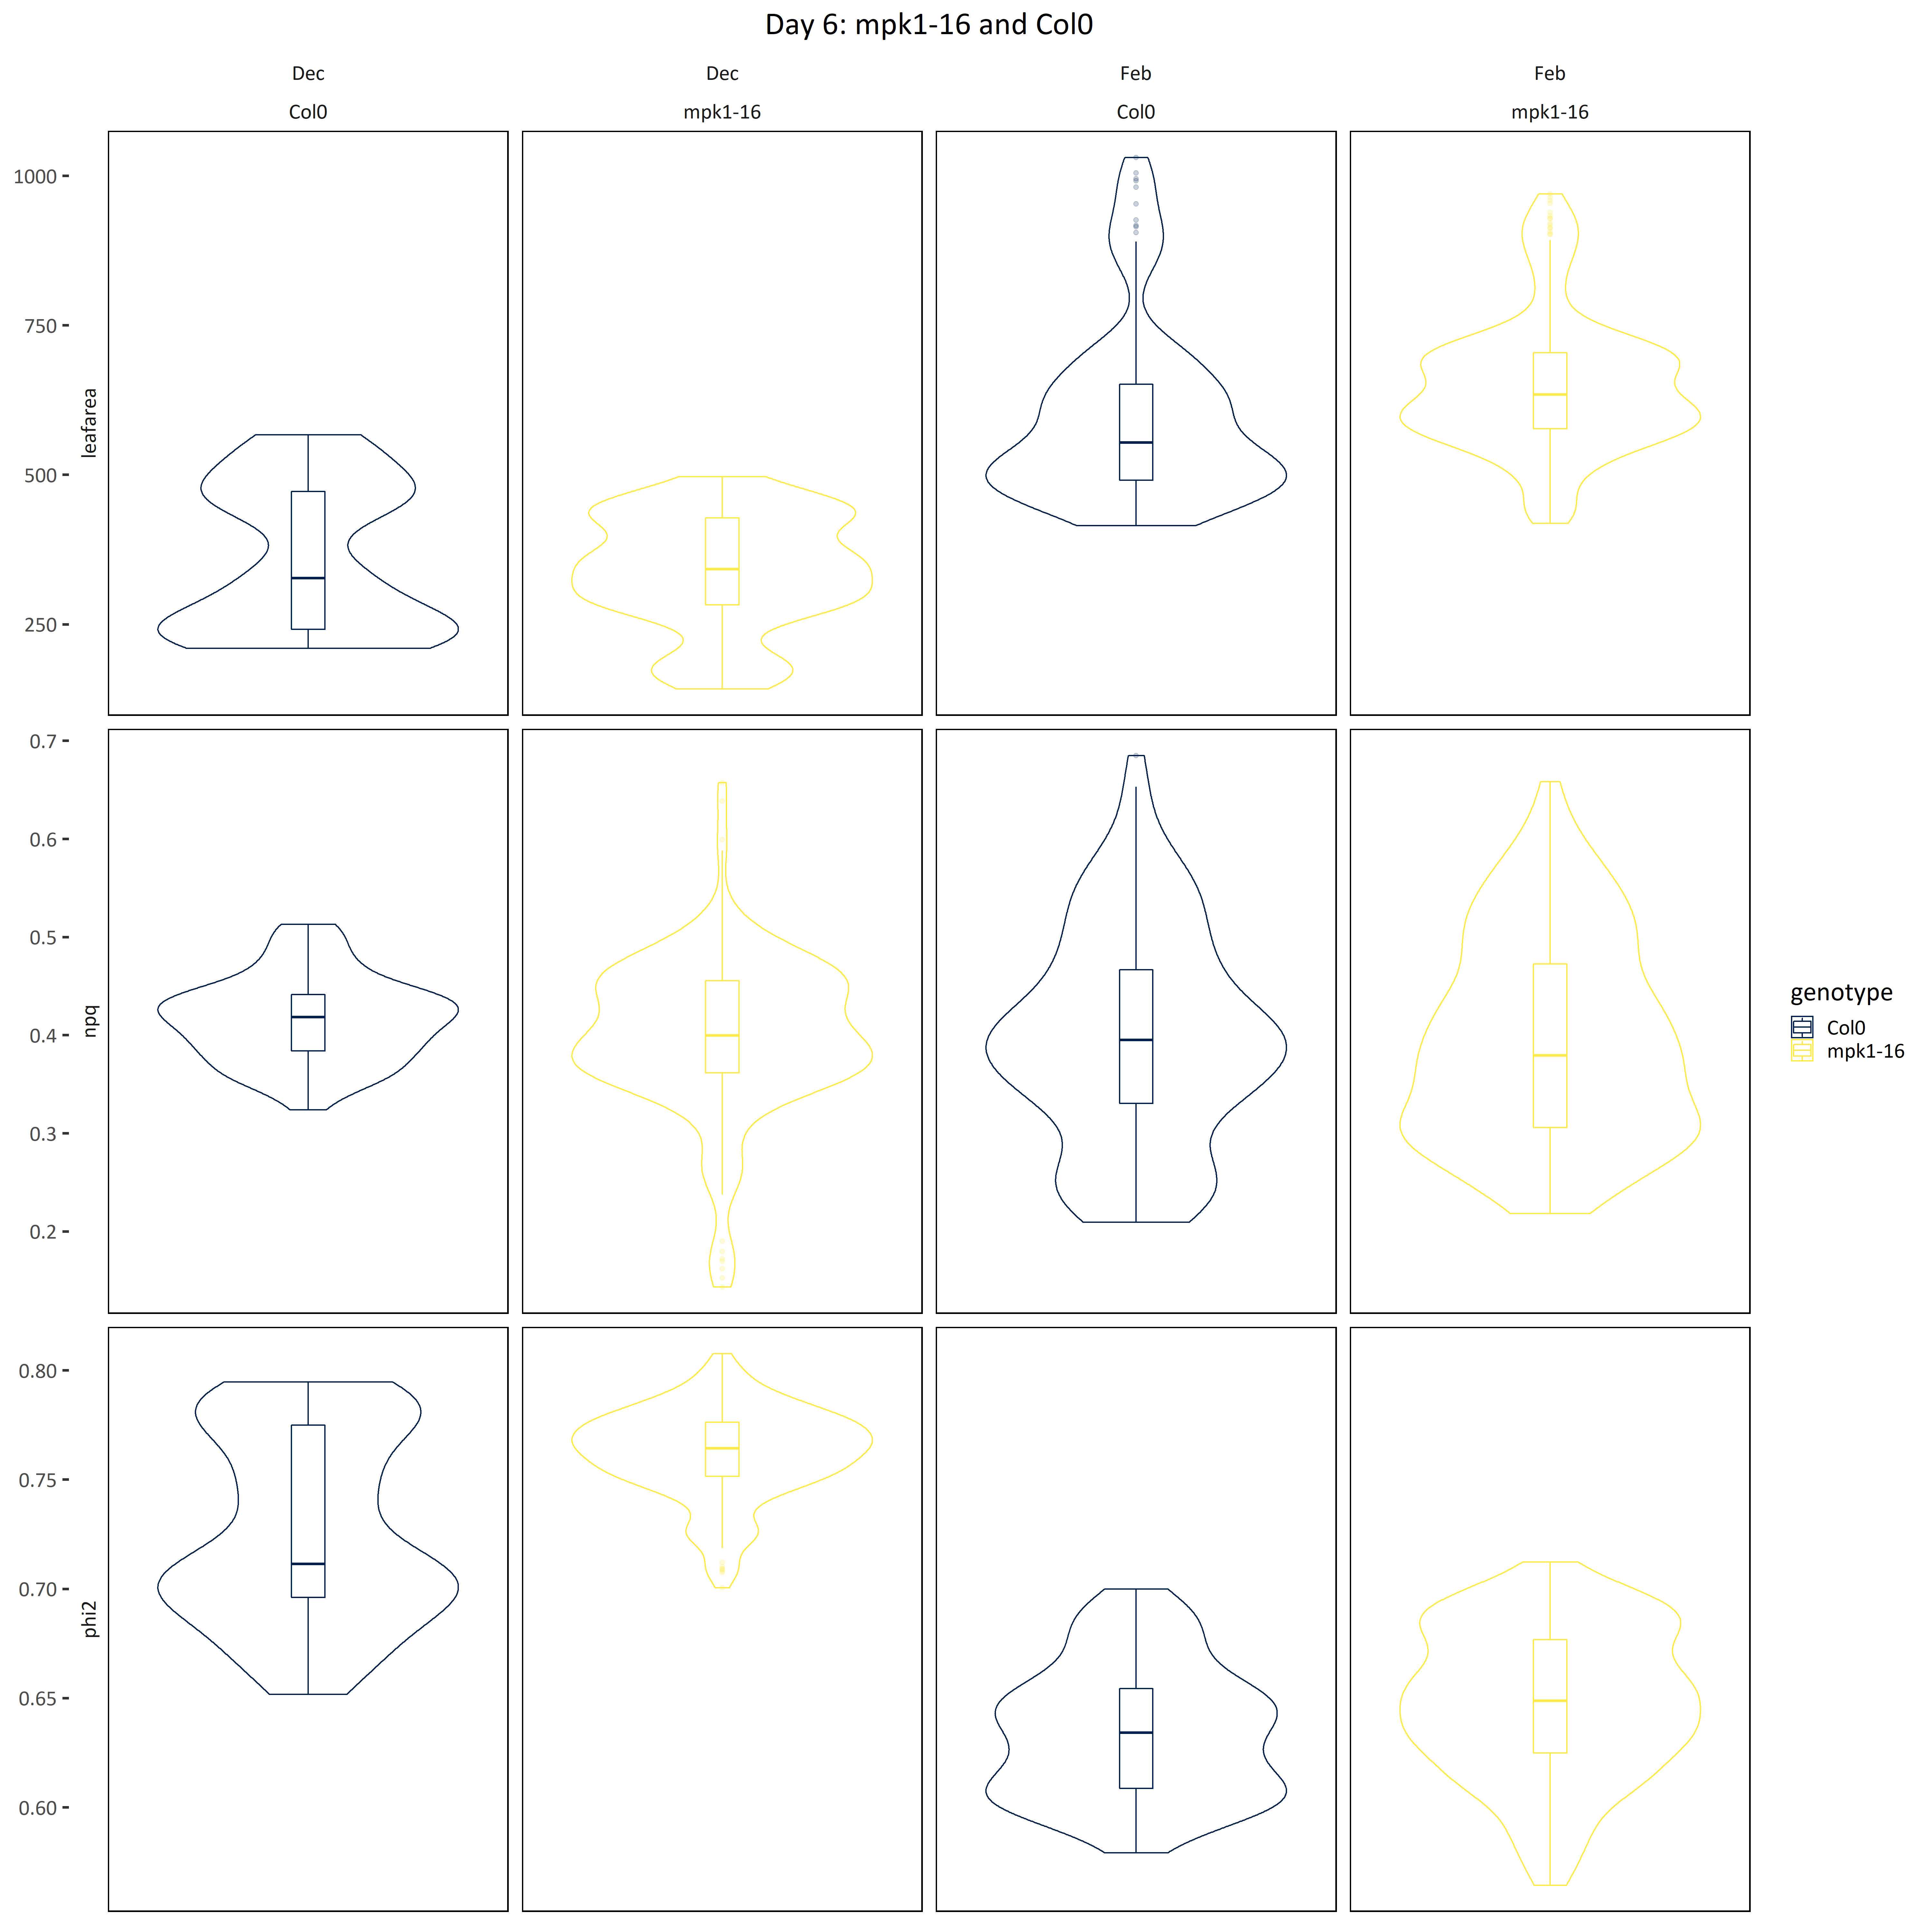 Day 6: mpk1-16 and Col0
Dec Dec Feb Feb
Col0 mpk1-16 Col0 mpk1-16
1000
750
leafarea
500
250
0.7
0.6
0.5
npq
0.4
0.3
0.2
genotype
Col0
mpk1-16
0.80
0.75
0.70
phi2
0.65
0.60